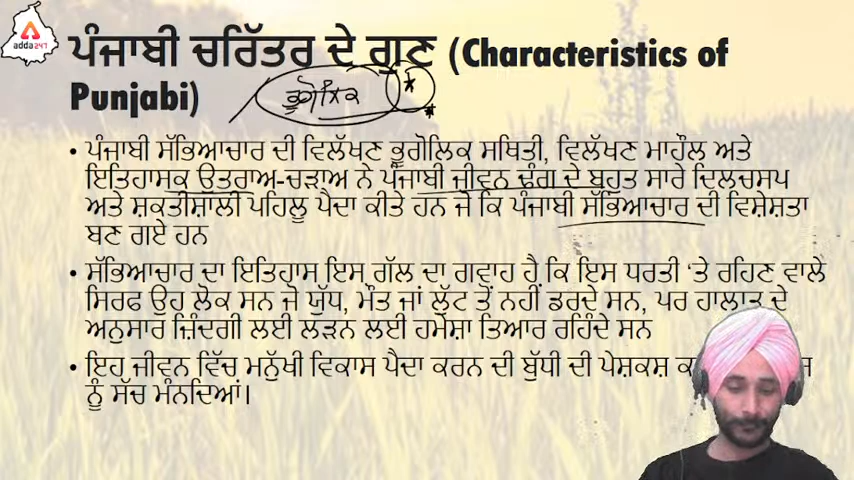 adda247
ਪੰਜਾਬੀ ਚਰਿੱਤਰ ਦੇ ਗੁਣ (Characteristics of
Punjabi)
• ਪੰਜਾਬੀ ਸੱਭਿਆਚਾਰ ਦੀ ਵਿਲੱਖਣ ਭੂਗੋਲਿਕ ਸਥਿਤੀ, ਵਿਲੱਖਣ ਮਾਹੌਲ ਅਤੇ
ਇਤਿਹਾਸਕ ਉਤਰਾਅ-ਚੜਾਅ ਨੇ ਪੰਜਾਬੀ ਜੀਵਨ ਢੰਗ ਦੇ ਬਹੁਤ ਸਾਰੇ ਦਿਲਚਸਪ
ਅਤੇ ਸ਼ਕਤੀਸ਼ਾਲੀ ਪਹਿਲੂ ਪੈਦਾ ਕੀਤੇ ਹਨ ਜੋ ਕਿ ਪੰਜਾਬੀ ਸੱਭਿਆਚਾਰ ਦੀ ਵਿਸ਼ੇਸ਼ਤਾ
ਬਣ ਗਏ ਹਨ
• ਸੱਭਿਆਚਾਰ ਦਾ ਇਤਿਹਾਸ ਇਸ ਗੱਲ ਦਾ ਗਵਾਹ ਹੈ ਕਿ ਇਸ ਧਰਤੀ 'ਤੇ ਰਹਿਣ ਵਾਲੇ
ਸਿਰਫ ਉਹ ਲੋਕ ਸਨ ਜੋ ਯੁੱਧ, ਮੌਤ ਜਾਂ ਲੁੱਟ ਤੋਂ ਨਹੀਂ ਡਰਦੇ ਸਨ, ਪਰ ਹਾਲਾਤ ਦੇ
ਅਨੁਸਾਰ ਜ਼ਿੰਦਗੀ ਲਈ ਲੜਨ ਲਈ ਹਮੇਸ਼ਾ ਤਿਆਰ ਰਹਿੰਦੇ ਸਨ
• ਇਹ ਜੀਵਨ ਵਿੱਚ ਮਨੁੱਖੀ ਵਿਕਾਸ ਪੈਦਾ ਕਰਨ ਦੀ ਬੁੱਧੀ ਦੀ ਪੇਸ਼ਕਸ਼
ਨੂੰ ਸੱਚ ਮੰਨਦਿਆਂ।